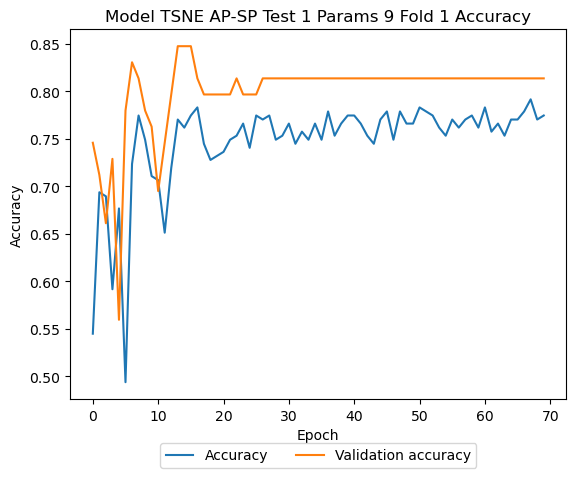 Model TSNE AP-SP Test 1 Params 9 Fold 1 Accuracy
0.85
0.80
0.75
0.70
0.65
0.60
0.55
0.50
Accuracy
0 10 20 30 40 50 60 70
Epoch
Accuracy Validation accuracy